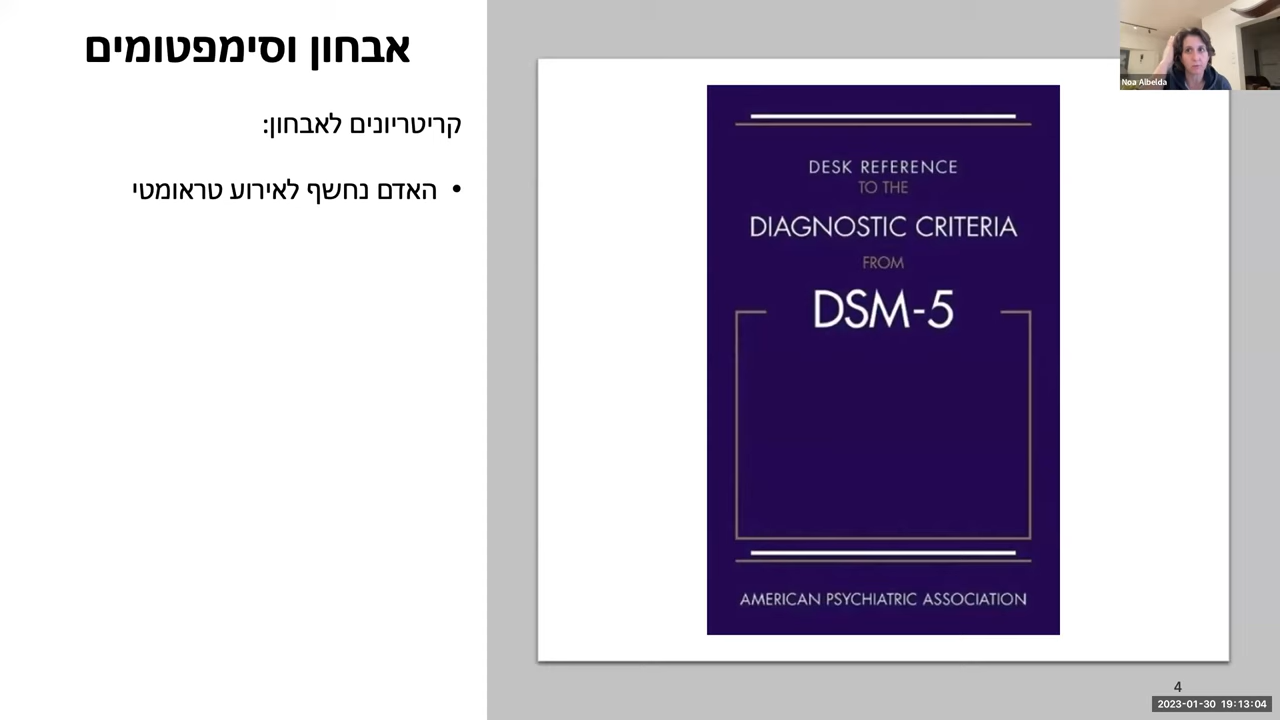 אבחון וסימפטומים
קריטריונים לאבחון:
• האדם נחשף לאירוע טראומטי
DESK REFERENCE
TO THE
DIAGNOSTIC CRITERIA
FROM
DSM-5
AMERICAN PSYCHIATRIC ASSOCIATION
Noa Albelda
4
2023-01-30 19:13:04